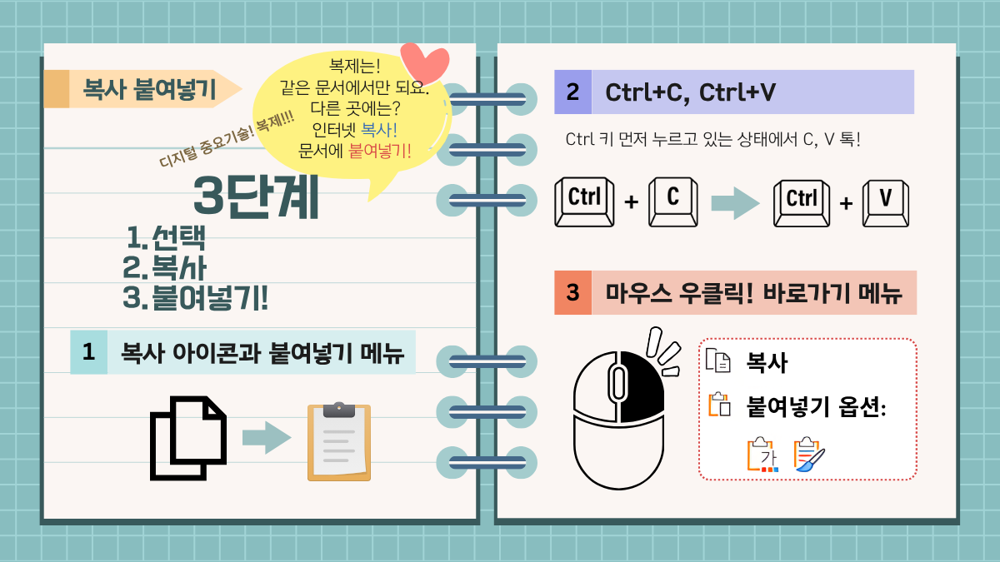 복사 붙여넣기
복제는!
같은 문서에서만 되요.
다른 곳에는?
인터넷 복사!
문서에 붙여넣기!
디지털 중요기술! 복제!!!
3단계
1. 선택
2. 복사
3. 붙여넣기!
1 복사 아이콘과 붙여넣기 메뉴
2 Ctrl+C, Ctrl+V
Ctrl 키 먼저 누르고 있는 상태에서 C, V 톡!
Ctrl + C Ctrl + V
3 마우스 우클릭! 바로가기 메뉴
복사
붙여넣기 옵션:
가